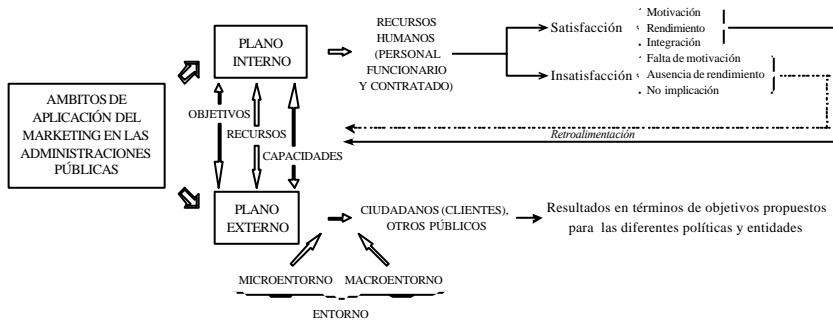 AMBITOS DE
APLICACIÓN DEL
MARKETING EN LAS
ADMINISTRACIONES
PÚBLICAS
PLANO
INTERNO
OBJETIVOS
RECURSOS
CAPACIDADES
PLANO
EXTERNO
RECURSOS
HUMANOS
(PERSONAL
FUNCIONARIO
Y CONTRATADO)
Satisfacción
Motivación
Rendimiento
Integración
Insatisfacción
Falta de motivación
Ausencia de rendimiento
No implicación
Retroalimentación
CIUDADANOS (CLIENTES),
OTROS PÚBLICOS
Resultados en términos de objetivos propuestos
para las diferentes políticas y entidades
MICROENTORNO
MACROENTORNO
ENTORNO